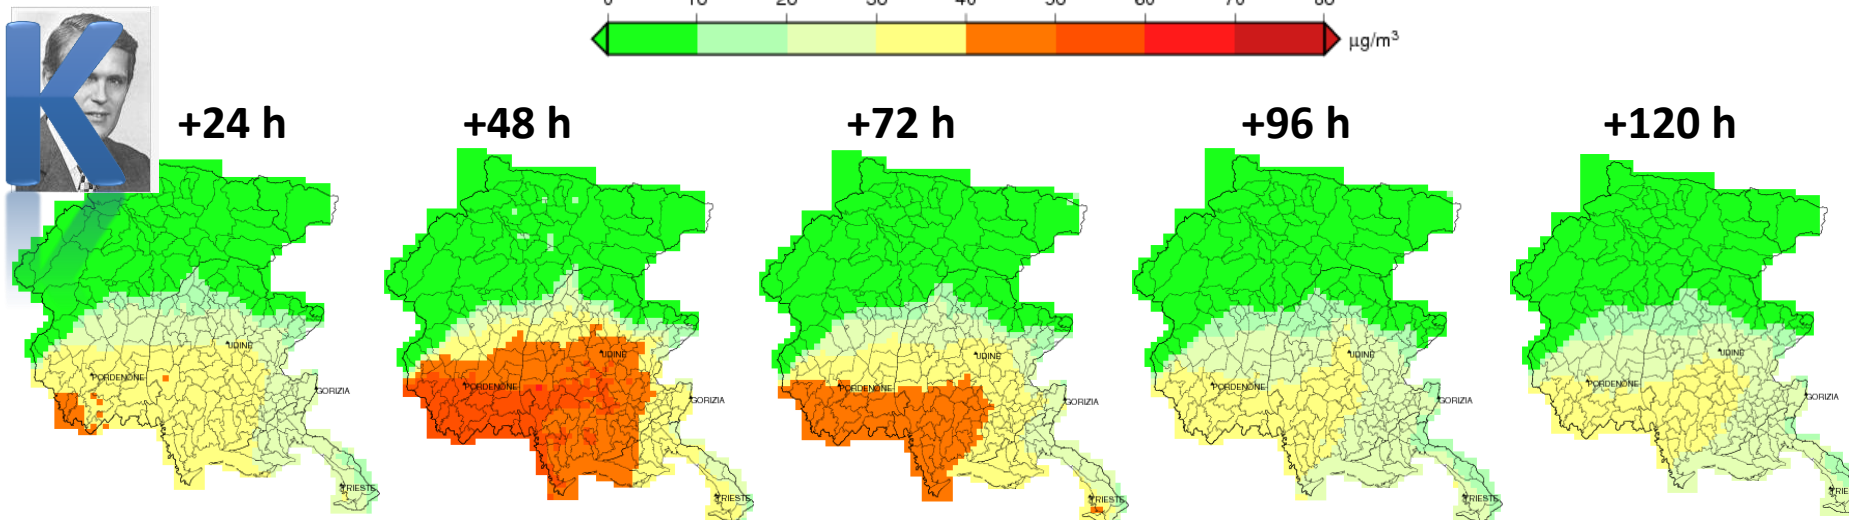 0 10 20 30 40 50 60 70 80
µg/m³
K
+24 h +48 h +72 h +96 h +120 h
UDINE UDINE UDINE UDINE UDINE
PORDENONE PORDENONE PORDENONE PORDENONE PORDENONE
GORIZIA GORIZIA GORIZIA GORIZIA GORIZIA
TRIESTE TRIESTE TRIESTE TRIESTE TRIE